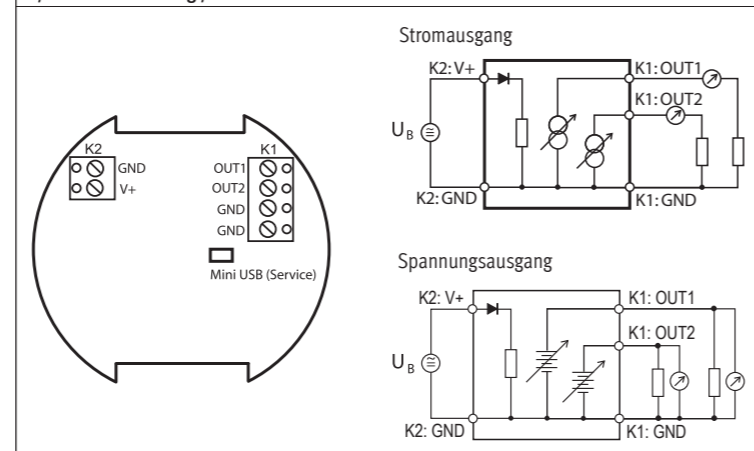 K2
GND
V+
K1
OUT1
OUT2
GND
GND
Mini USB (Service)
Stromausgang
K2: V+
K1: OUT1
K1: OUT2
U B
K2: GND
K1: GND
Spannungsausgang
K2: V+
K1: OUT1
K1: OUT2
U B
K2: GND
K1: GND